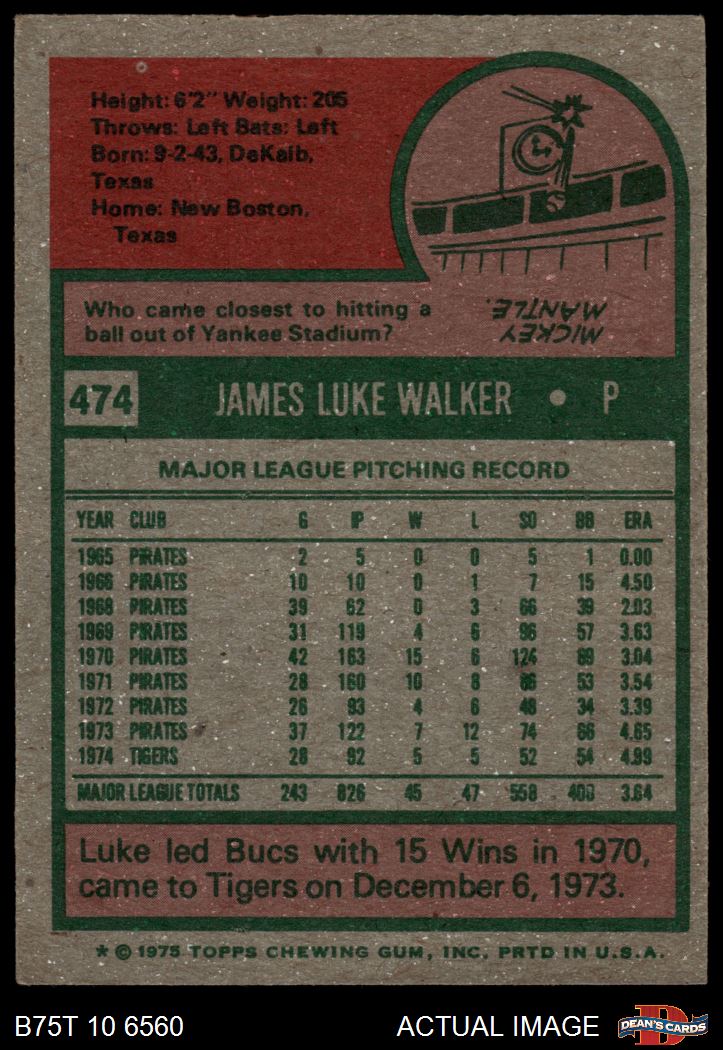 Height: 6'2" Weight: 205
Throws: Left Bats: Left
Born: 9-2-43, DeKalb,
Texas
Home: New Boston,
Texas
Who came closest to hitting a
ball out of Yankee Stadium?
MICKEY
MANTLE.
474 JAMES LUKE WALKER • P
MAJOR LEAGUE PITCHING RECORD
YEAR CLUB G IP W L SO BB ERA
1965 PIRATES 2 5 0 0 5 1 0.00
1966 PIRATES 10 10 0 1 7 15 4.50
1968 PIRATES 39 62 0 3 66 39 2.03
1969 PIRATES 31 119 4 6 96 57 3.63
1970 PIRATES 42 163 15 6 124 89 3.04
1971 PIRATES 28 160 10 8 86 53 3.54
1972 PIRATES 26 93 4 6 48 34 3.39
1973 PIRATES 37 122 7 12 74 66 4.65
1974 TIGERS 28 92 5 5 52 54 4.99
MAJOR LEAGUE TOTALS 243 826 45 47 558 408 3.64
Luke led Bucs with 15 Wins in 1970,
came to Tigers on December 6, 1973.
* © 1975 TOPPS CHEWING GUM, INC. PRTD IN U.S.A.
B75T 10 6560 ACTUAL IMAGE
D
DEAN'S CARDS